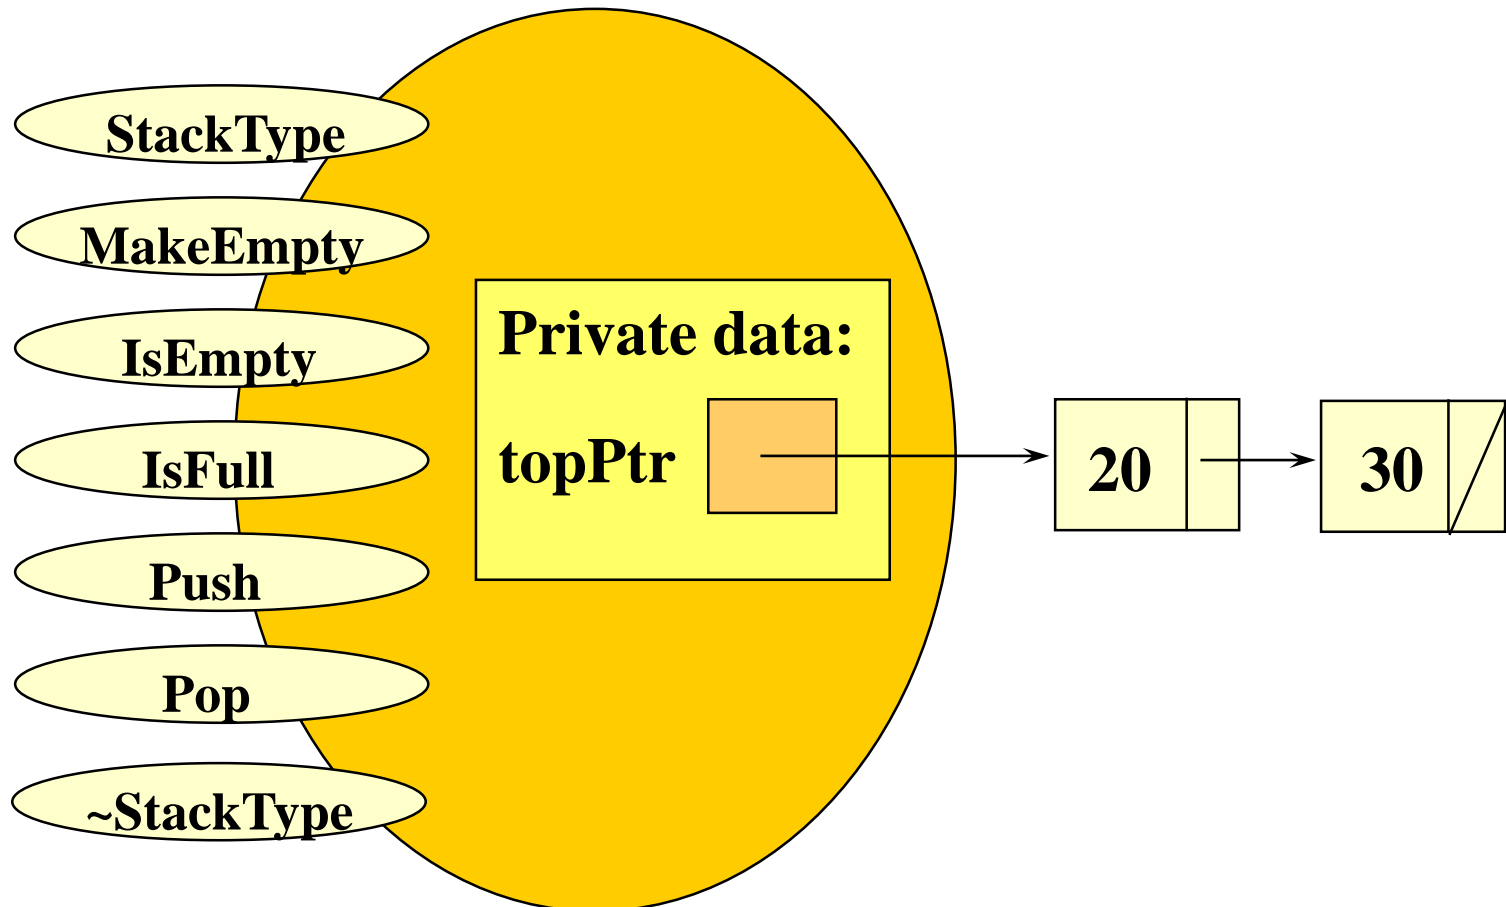 StackType
MakeEmpty
IsEmpty
IsFull
Push
Pop
~StackType
Private data:
topPtr
20
30